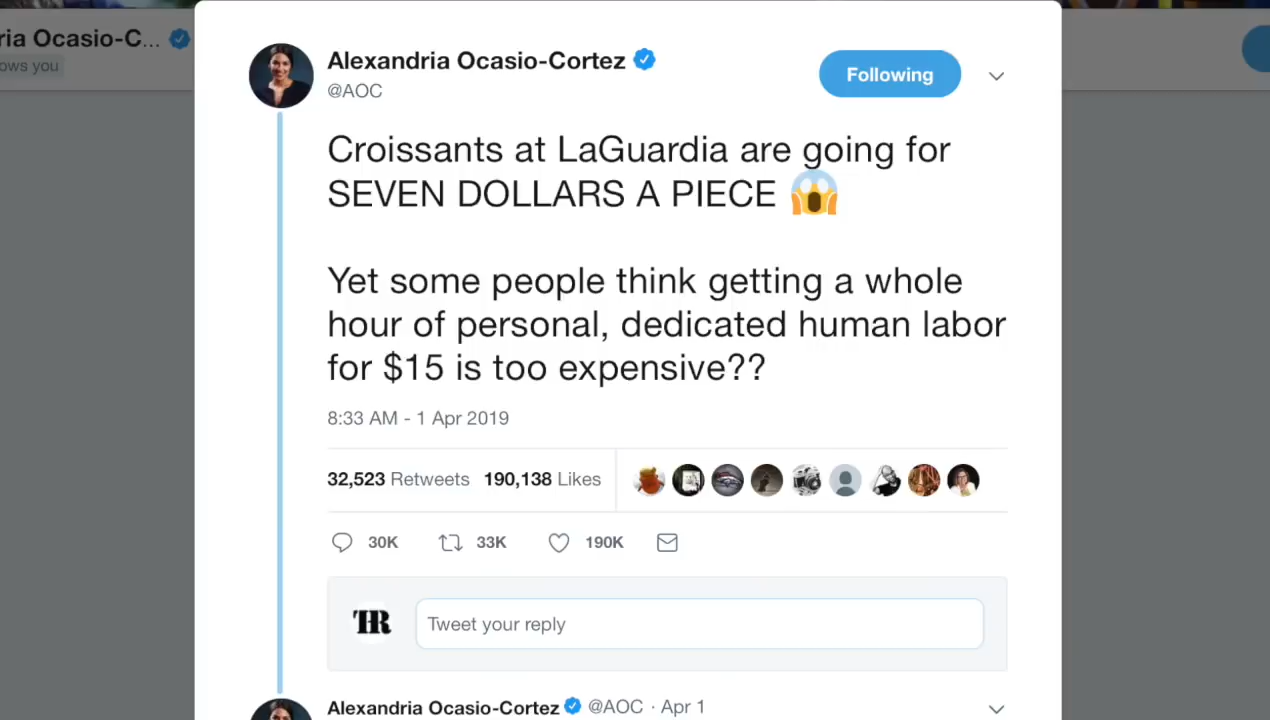 ria Ocasio-C...
ows you
Alexandria Ocasio-Cortez
@AOC
Following
Croissants at LaGuardia are going for
SEVEN DOLLARS A PIECE 😱
Yet some people think getting a whole
hour of personal, dedicated human labor
for $15 is too expensive??
8:33 AM - 1 Apr 2019
32,523 Retweets 190,138 Likes
30K 33K 190K
THR
Tweet your reply
Alexandria Ocasio-Cortez @AOC · Apr 1